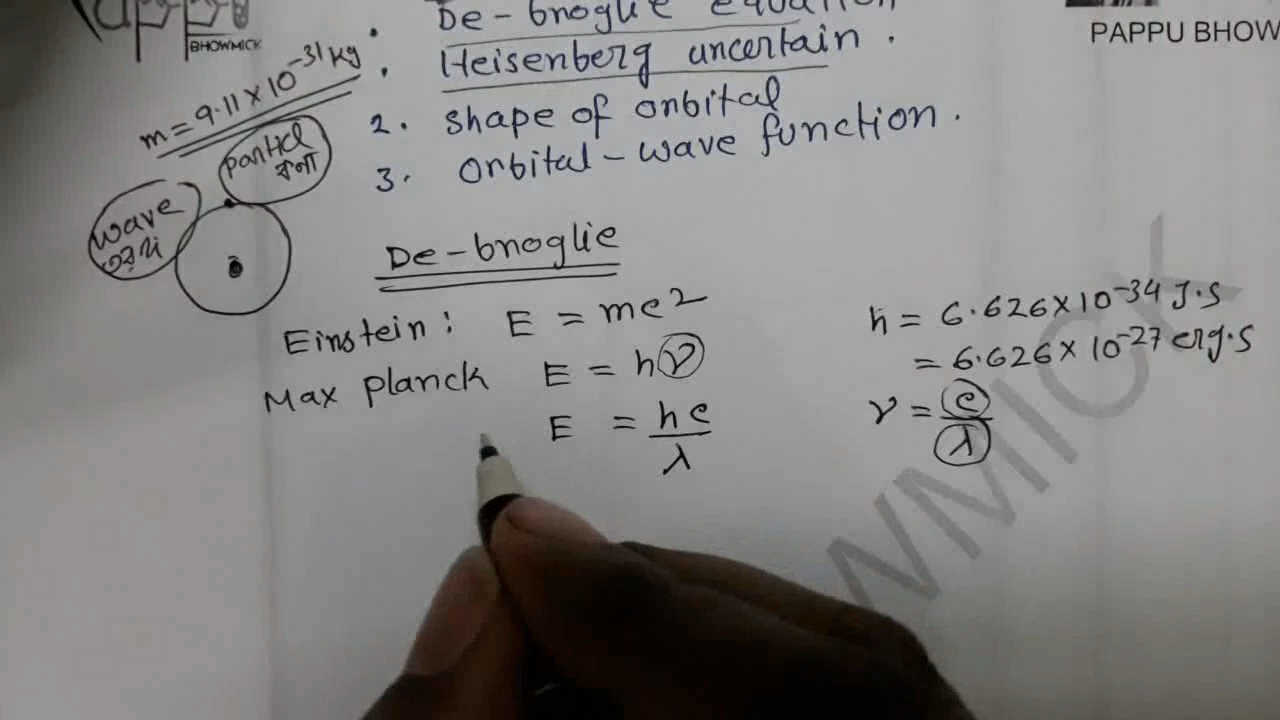 BHOWMICK
PAPPU BHOW
• De-broglie equation
• Heisenberg uncertain.
2. shape of orbital
3. orbital-wave function.
m = 9.11 × 10⁻³¹ kg
particl
কণা
wave
তরঙ্গ
De-broglie
Einstein: E = mc²
Max planck E = hν
E = hc/λ
h = 6.626 × 10⁻³⁴ J.S
= 6.626 × 10⁻²⁷ erg.S
ν = c/λ
WMICK